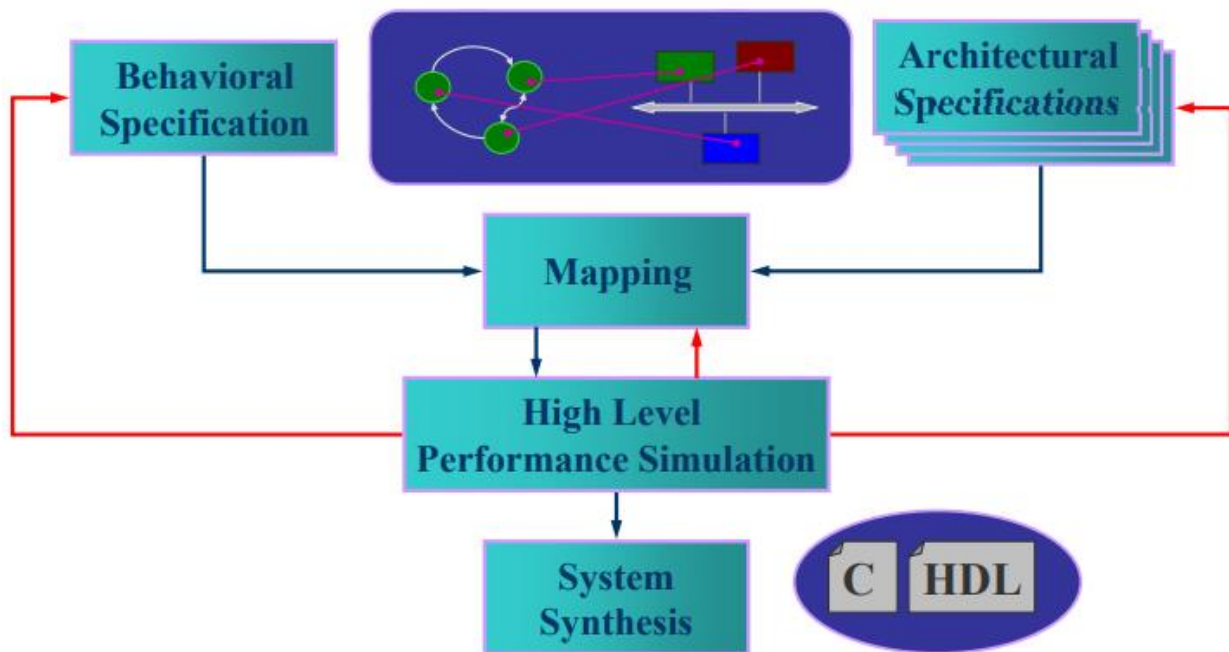 Behavioral
Specification
Architectural
Specifications
Mapping
High Level
Performance Simulation
System
Synthesis
C
HDL